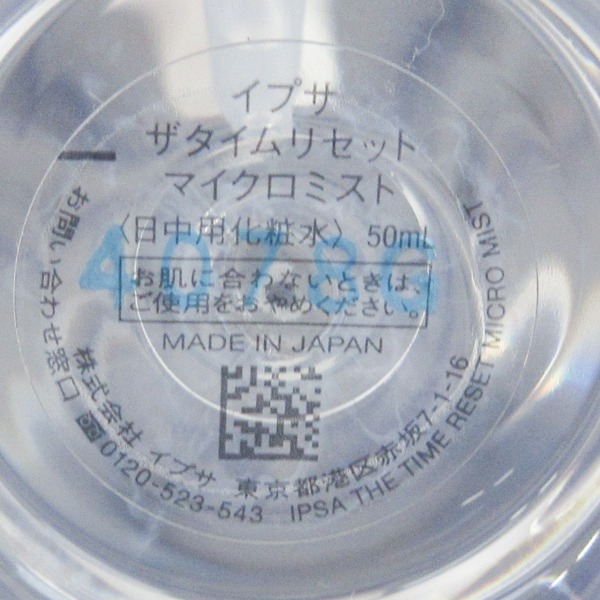 イプサ
ザタイムリセット
マイクロミスト
〈日中用化粧水〉 50mL
お肌に合わないときは、
ご使用をおやめください。
MADE IN JAPAN
株式会社 イプサ 東京都港区赤坂7-1-16
お問い合わせ窓口 0120-523-543 IPSA THE TIME RESET MICRO MIST